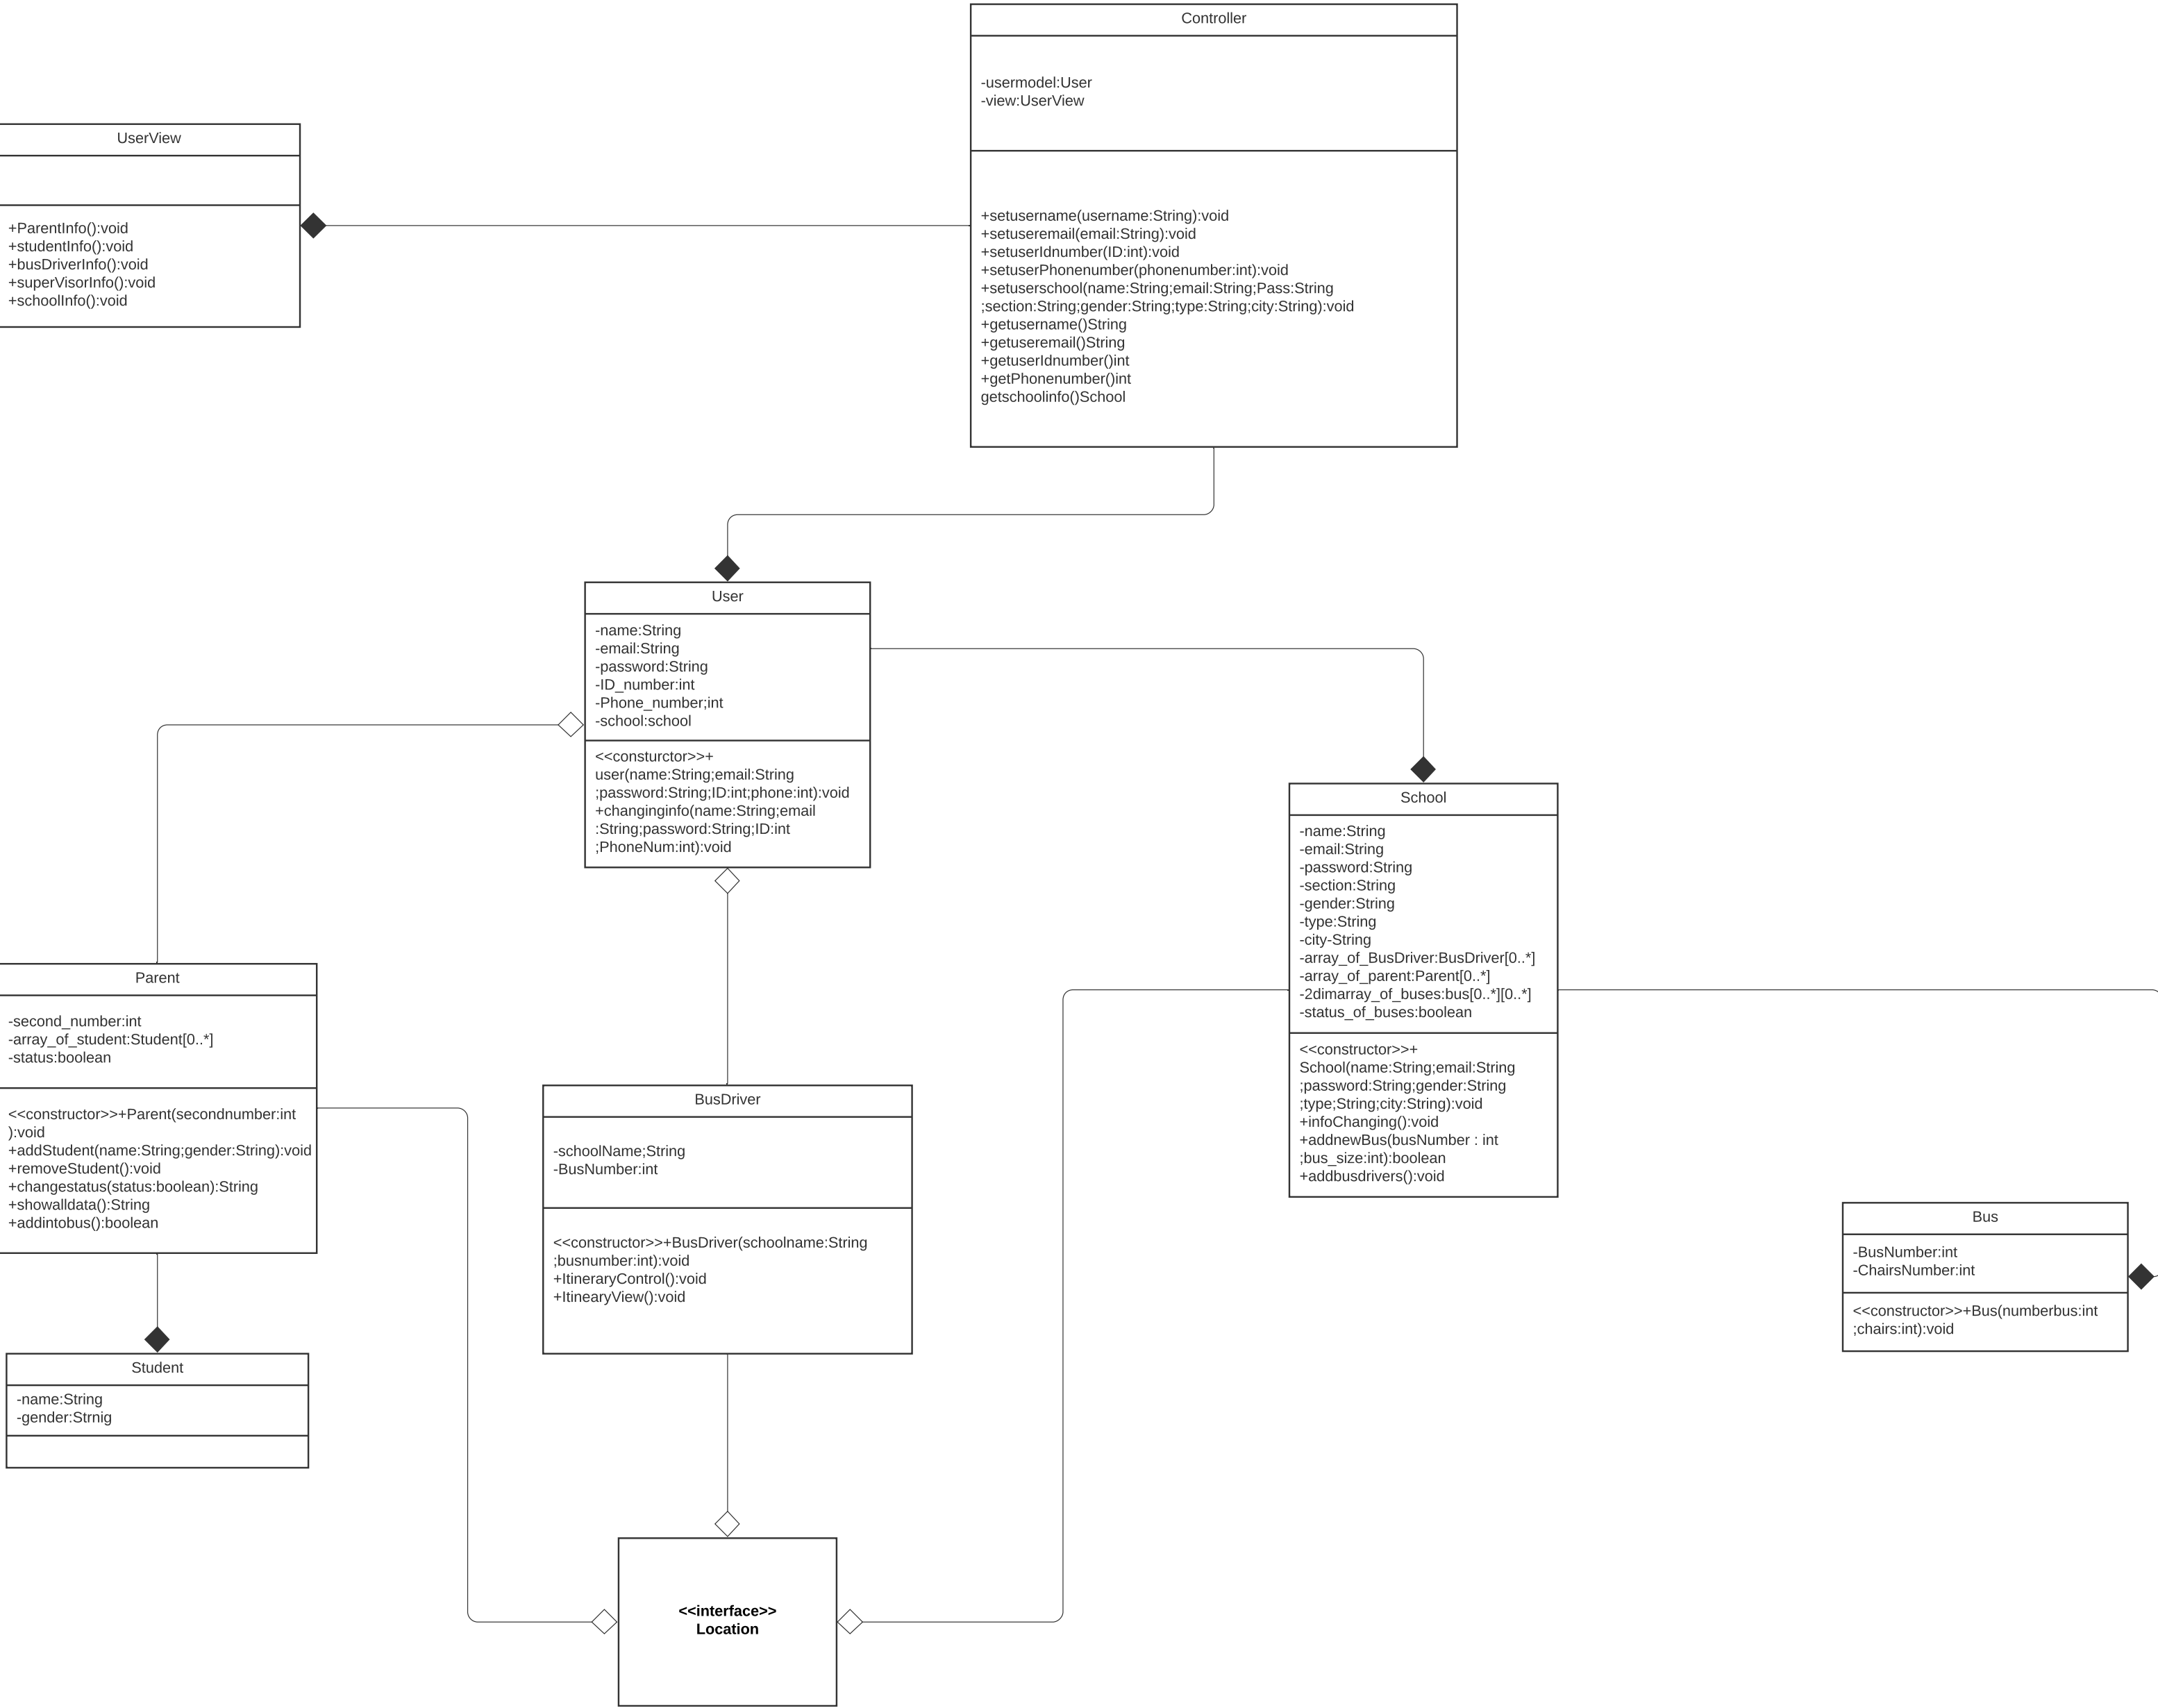 Controller
-usermodel:User
-view:UserView
+setusername(username:String):void
+setuseremail(email:String):void
+setuserIdnumber(ID:int):void
+setuserPhonenumber(phonenumber:int):void
+setuserschool(name:String;email:String;Pass:String
;section:String;gender:String;type:String;city:String):void
+getusername()String
+getuseremail()String
+getuserIdnumber()int
+getPhonenumber()int
getschoolinfo()School
UserView
+ParentInfo():void
+studentInfo():void
+busDriverInfo():void
+superVisorInfo():void
+schoolInfo():void
User
-name:String
-email:String
-password:String
-ID_number:int
-Phone_number;int
-school:school
<<consturctor>>+
user(name:String;email:String
;password:String;ID:int;phone:int):void
+changinginfo(name:String;email
:String;password:String;ID:int
;PhoneNum:int):void
School
-name:String
-email:String
-password:String
-section:String
-gender:String
-type:String
-city-String
-array_of_BusDriver:BusDriver[0..*]
-array_of_parent:Parent[0..*]
-2dimarray_of_buses:bus[0..*][0..*]
-status_of_buses:boolean
<<constructor>>+
School(name:String;email:String
;password:String;gender:String
;type;String;city:String):void
+infoChanging():void
+addnewBus(busNumber : int
;bus_size:int):boolean
+addbusdrivers():void
Parent
-second_number:int
-array_of_student:Student[0..*]
-status:boolean
<<constructor>>+Parent(secondnumber:int
):void
+addStudent(name:String;gender:String):void
+removeStudent():void
+changestatus(status:boolean):String
+showalldata():String
+addintobus():boolean
BusDriver
-schoolName;String
-BusNumber:int
<<constructor>>+BusDriver(schoolname:String
;busnumber:int):void
+ItineraryControl():void
+ItinearyView():void
Bus
-BusNumber:int
-ChairsNumber:int
<<constructor>>+Bus(numberbus:int
;chairs:int):void
Student
-name:String
-gender:Strnig
<<interface>>
Location